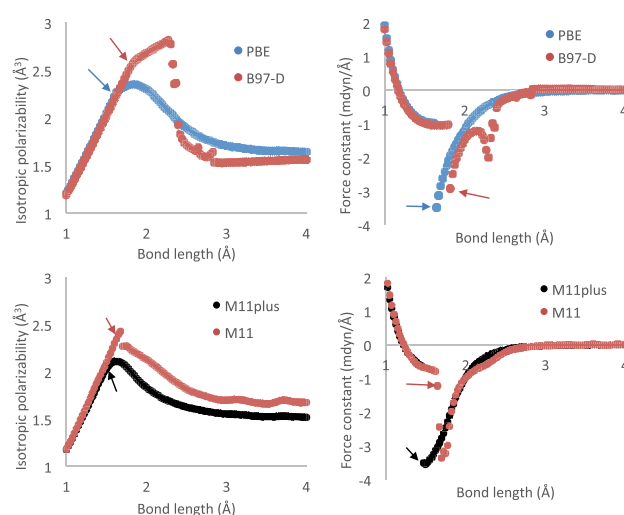 Isotropic polarizability (Å³)
3
2.5
2
1.5
1
1 2 3 4
Bond length (Å)
PBE
B97-D
Force constant (mdyn/Å)
2
1
0
-1
-2
-3
-4
1 2 3 4
Bond length (Å)
PBE
B97-D
Isotropic polarizability (Å³)
3
2.5
2
1.5
1
1 2 3 4
Bond length (Å)
M11plus
M11
Force constant (mdyn/Å)
2
1
0
-1
-2
-3
-4
1 2 3 4
Bond length (Å)
M11plus
M11